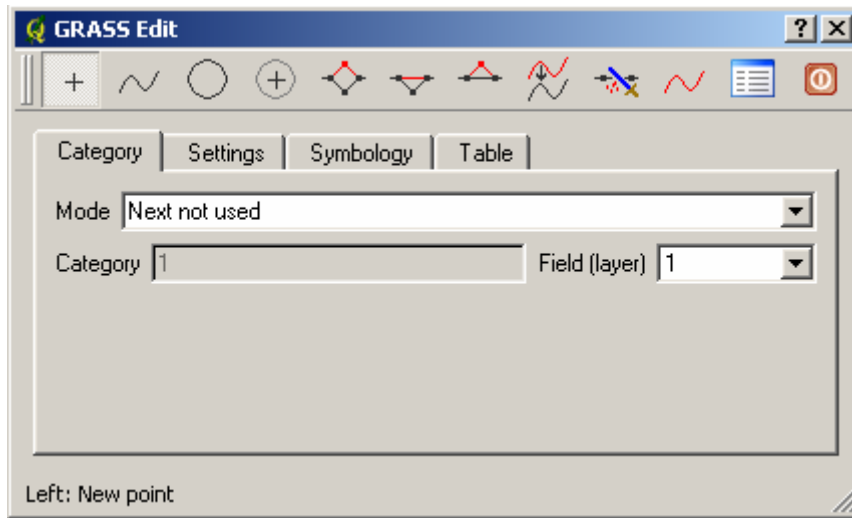 GRASS Edit
Category Settings Symbology Table
Mode Next not used
Category 1 Field (layer) 1
Left: New point